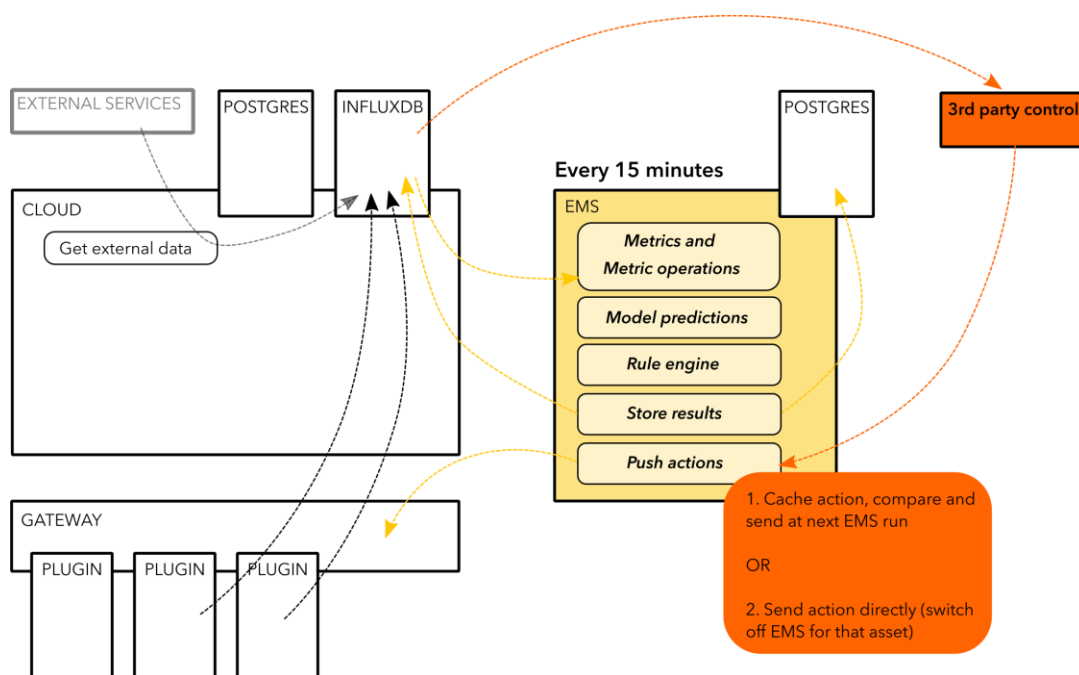 EXTERNAL SERVICES
POSTGRES
INFLUXDB
POSTGRES
3rd party control
Every 15 minutes
CLOUD
Get external data
EMS
Metrics and
Metric operations
Model predictions
Rule engine
Store results
Push actions
1. Cache action, compare and
send at next EMS run
OR
2. Send action directly (switch
off EMS for that asset)
GATEWAY
PLUGIN
PLUGIN
PLUGIN